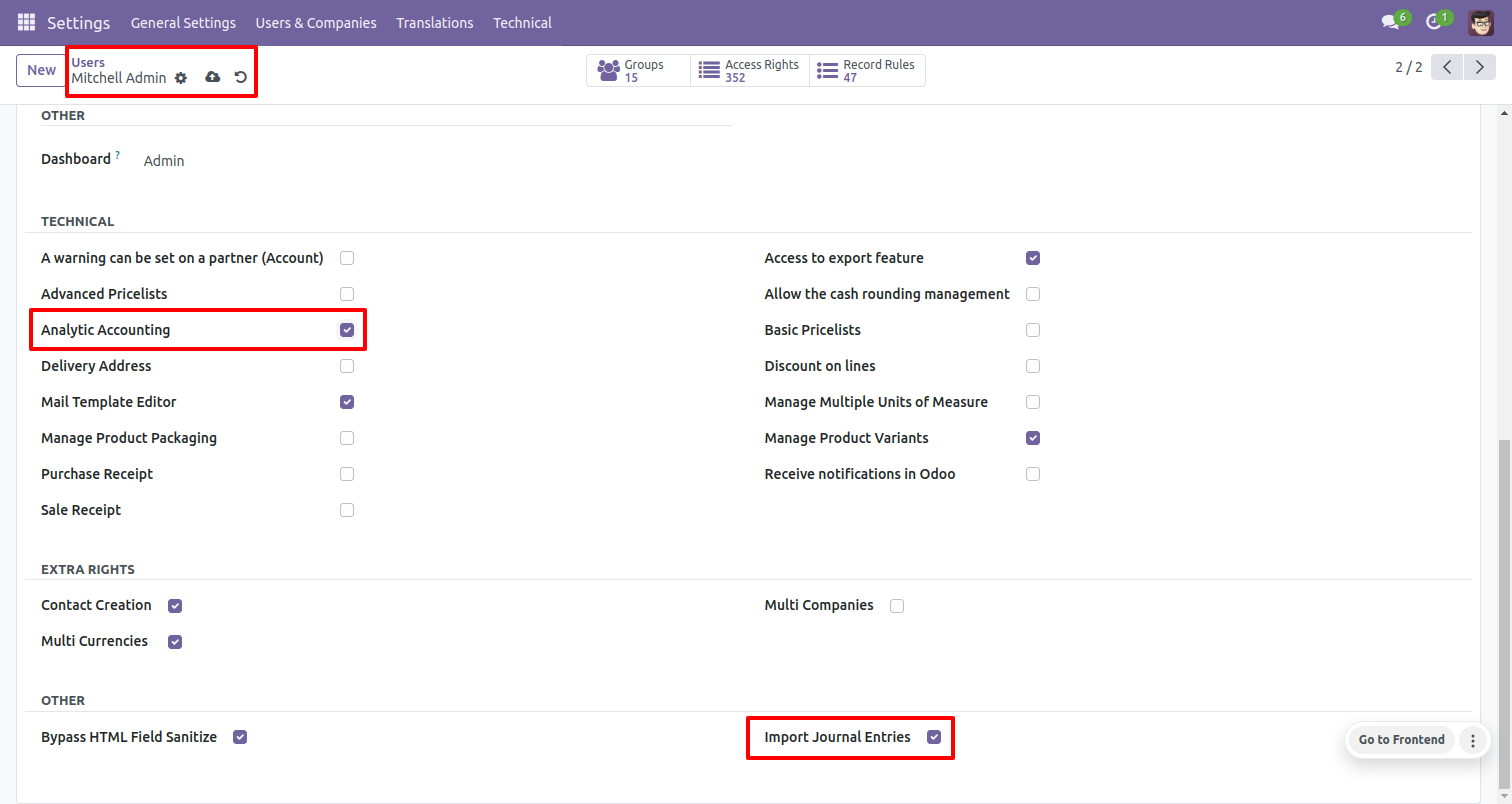 Settings General Settings Users & Companies Translations Technical 6 1
New Users Groups Access Rights Record Rules
Mitchell Admin 15 352 47 2 / 2
OTHER
Dashboard ? Admin
TECHNICAL
A warning can be set on a partner (Account) Access to export feature
Advanced Pricelists Allow the cash rounding management
Analytic Accounting Basic Pricelists
Delivery Address Discount on lines
Mail Template Editor Manage Multiple Units of Measure
Manage Product Packaging Manage Product Variants
Purchase Receipt Receive notifications in Odoo
Sale Receipt
EXTRA RIGHTS
Contact Creation Multi Companies
Multi Currencies
OTHER
Bypass HTML Field Sanitize Import Journal Entries Go to Frontend